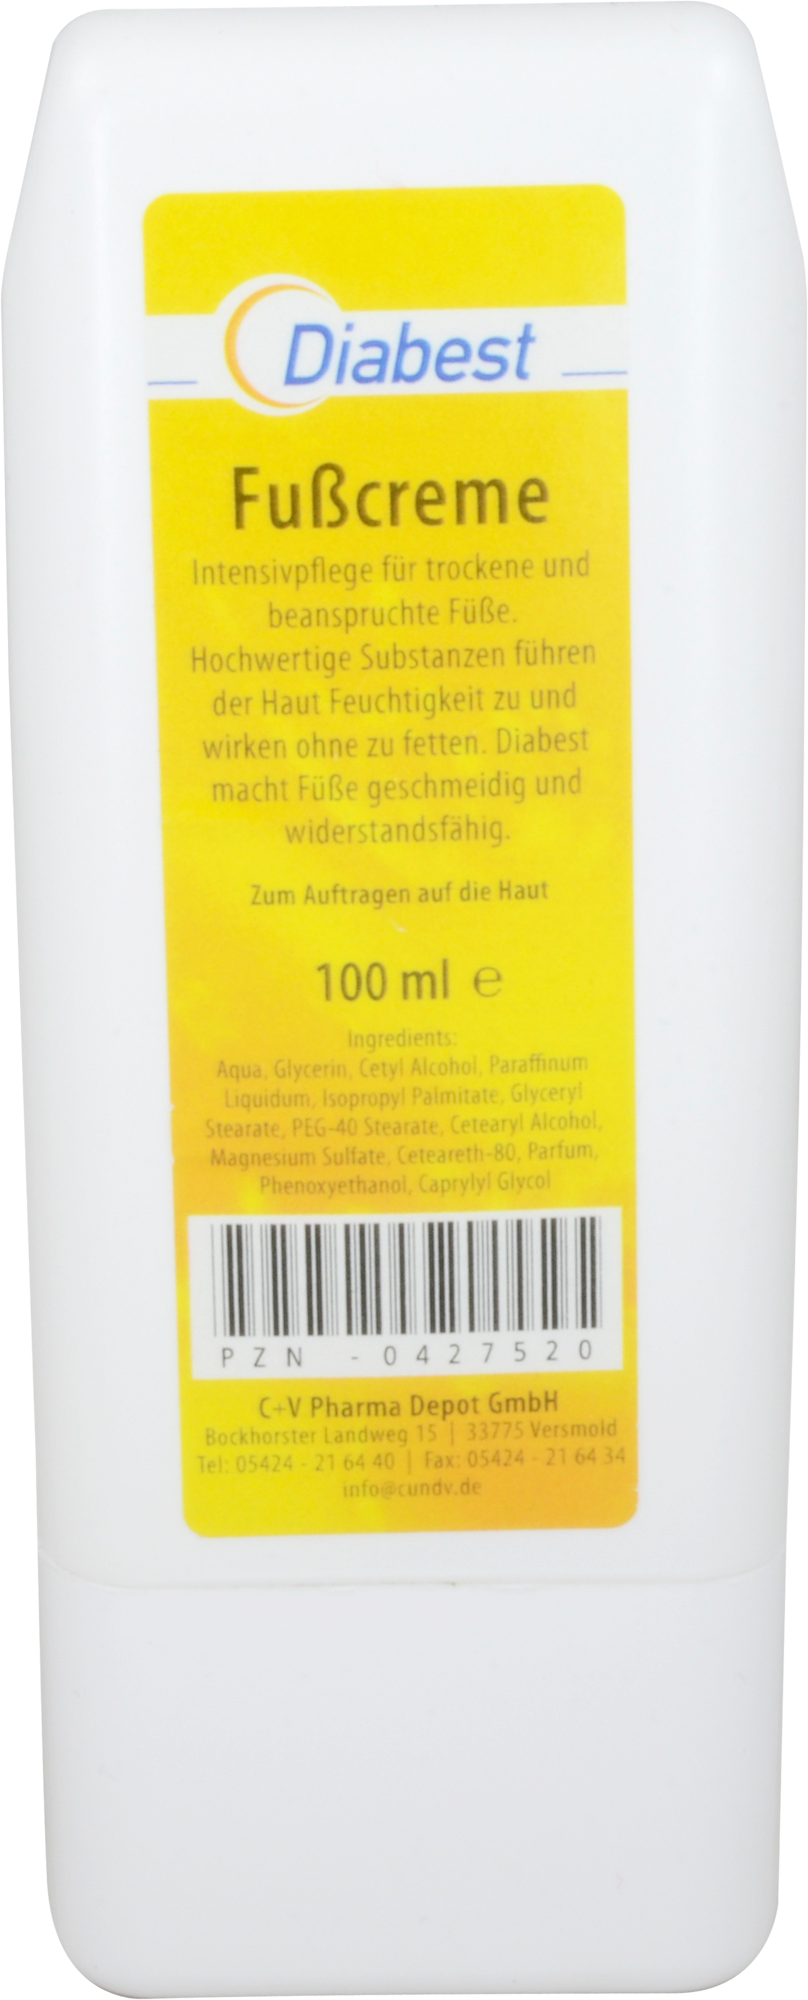 Diabest
Fußcreme
Intensivpflege für trockene und
beanspruchte Füße.
Hochwertige Substanzen führen
der Haut Feuchtigkeit zu und
wirken ohne zu fetten. Diabest
macht Füße geschmeidig und
widerstandsfähig.
Zum Auftragen auf die Haut
100 ml ℮
Ingredients:
Aqua, Glycerin, Cetyl Alcohol, Paraffinum
Liquidum, Isopropyl Palmitate, Glyceryl
Stearate, PEG-40 Stearate, Cetearyl Alcohol,
Magnesium Sulfate, Ceteareth-80, Parfum,
Phenoxyethanol, Caprylyl Glycol
PZN - 0427520
C+V Pharma Depot GmbH
Bockhorster Landweg 15 | 33775 Versmold
Tel: 05424 - 21 64 40 | Fax: 05424 - 21 64 34
info@cundv.de